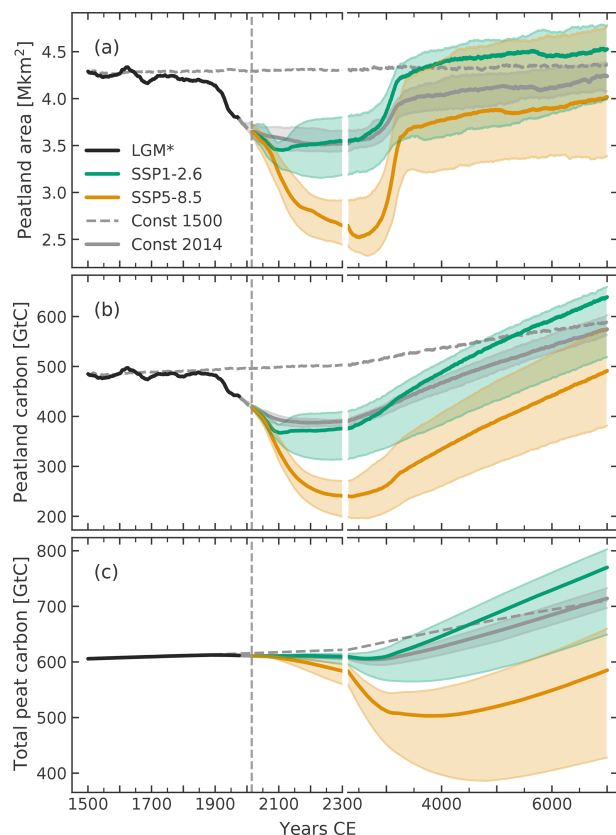 (a)
Peatland area [Mkm²]
4.5
4.0
3.5
3.0
2.5
LGM*
SSP1-2.6
SSP5-8.5
Const 1500
Const 2014
(b)
Peatland carbon [GtC]
600
500
400
300
200
(c)
Total peat carbon [GtC]
800
700
600
500
400
1500 1700 1900 2100 2300 4000 6000
Years CE